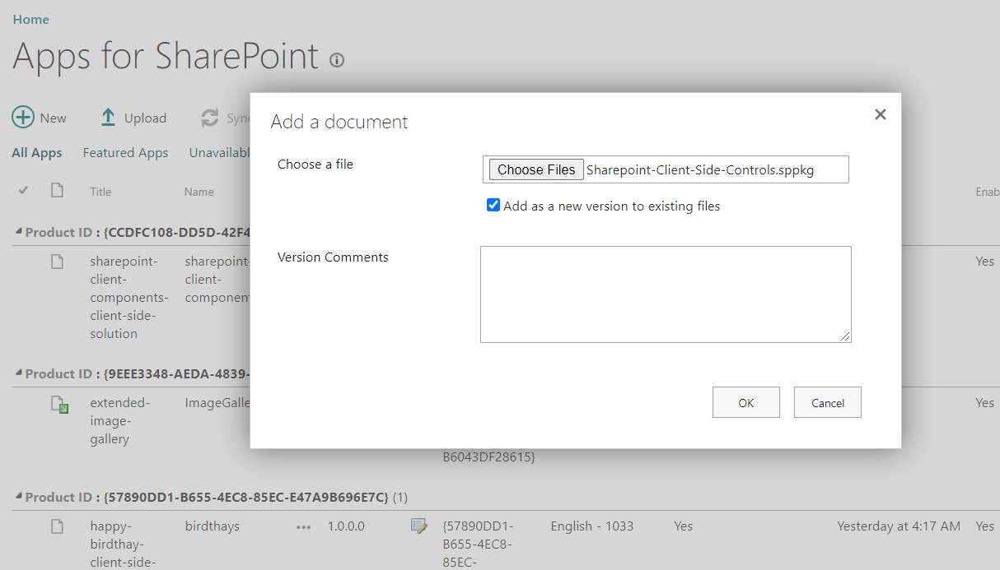 Home
Apps for SharePoint
New
Upload
Add a document
All Apps
Featured Apps
Choose a file
Choose Files
Sharepoint-Client-Side-Controls.sppkg
Add as a new version to existing files
Title
Name
Enab
Product ID : {CCDFC108-DD5D-42F4
Version Comments
sharepoint-
client-
components-
client-side-
solution
sharepoint-
client-
Yes
Product ID : {9EEE3348-AEDA-4839-
extended-
image-
gallery
Yes
OK
Cancel
B6043DF28615}
Product ID : {57890DD1-B655-4EC8-85EC-E47A9B696E7C} (1)
happy-
birdthay-
client-side-
birdthays
1.0.0.0
{57890DD1-
B655-4EC8-
85EC-
English - 1033
Yes
Yesterday at 4:17 AM
Yes